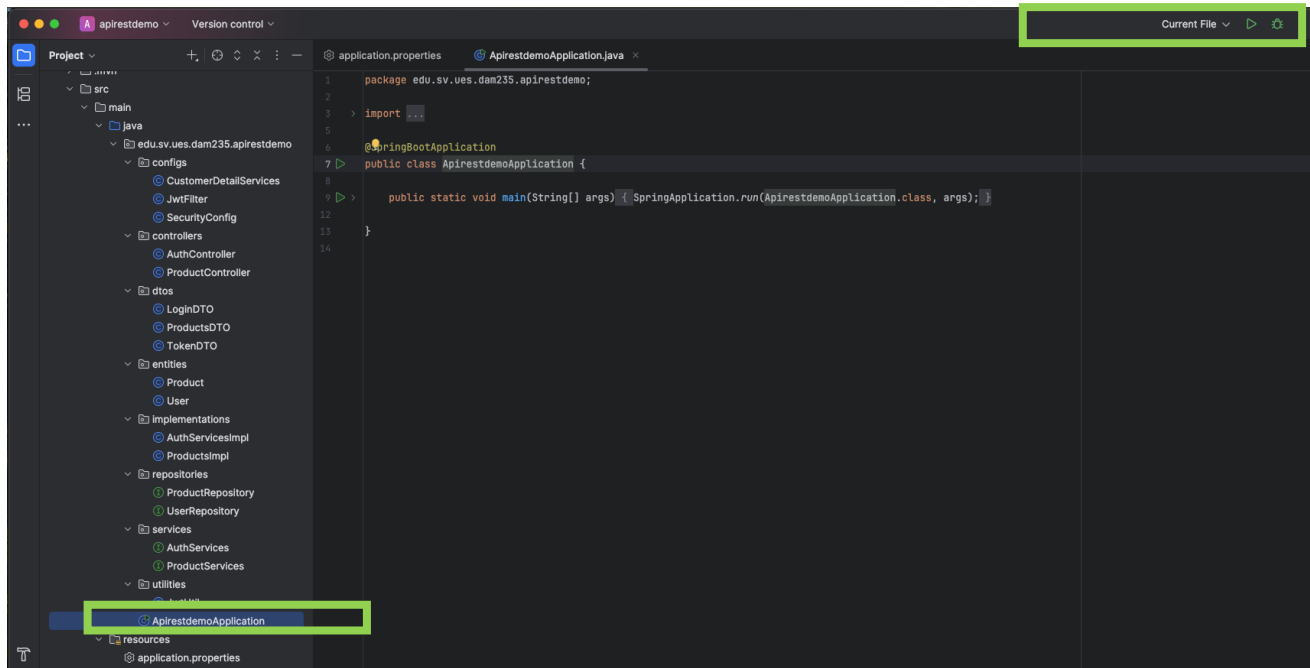 A apirestdemo Version control Current File
Project
application.properties
ApirestdemoApplication.java
src
main
java
edu.sv.ues.dam235.apirestdemo
configs
CustomerDetailServices
JwtFilter
SecurityConfig
controllers
AuthController
ProductController
dtos
LoginDTO
ProductsDTO
TokenDTO
entities
Product
User
implementations
AuthServicesImpl
ProductsImpl
repositories
ProductRepository
UserRepository
services
AuthServices
ProductServices
utilities
ApirestdemoApplication
resources
application.properties
1 package edu.sv.ues.dam235.apirestdemo;
2
3 import ...
5
6 @SpringBootApplication
7 public class ApirestdemoApplication {
8
9 public static void main(String[] args) { SpringApplication.run(ApirestdemoApplication.class, args); }
12
13 }
14